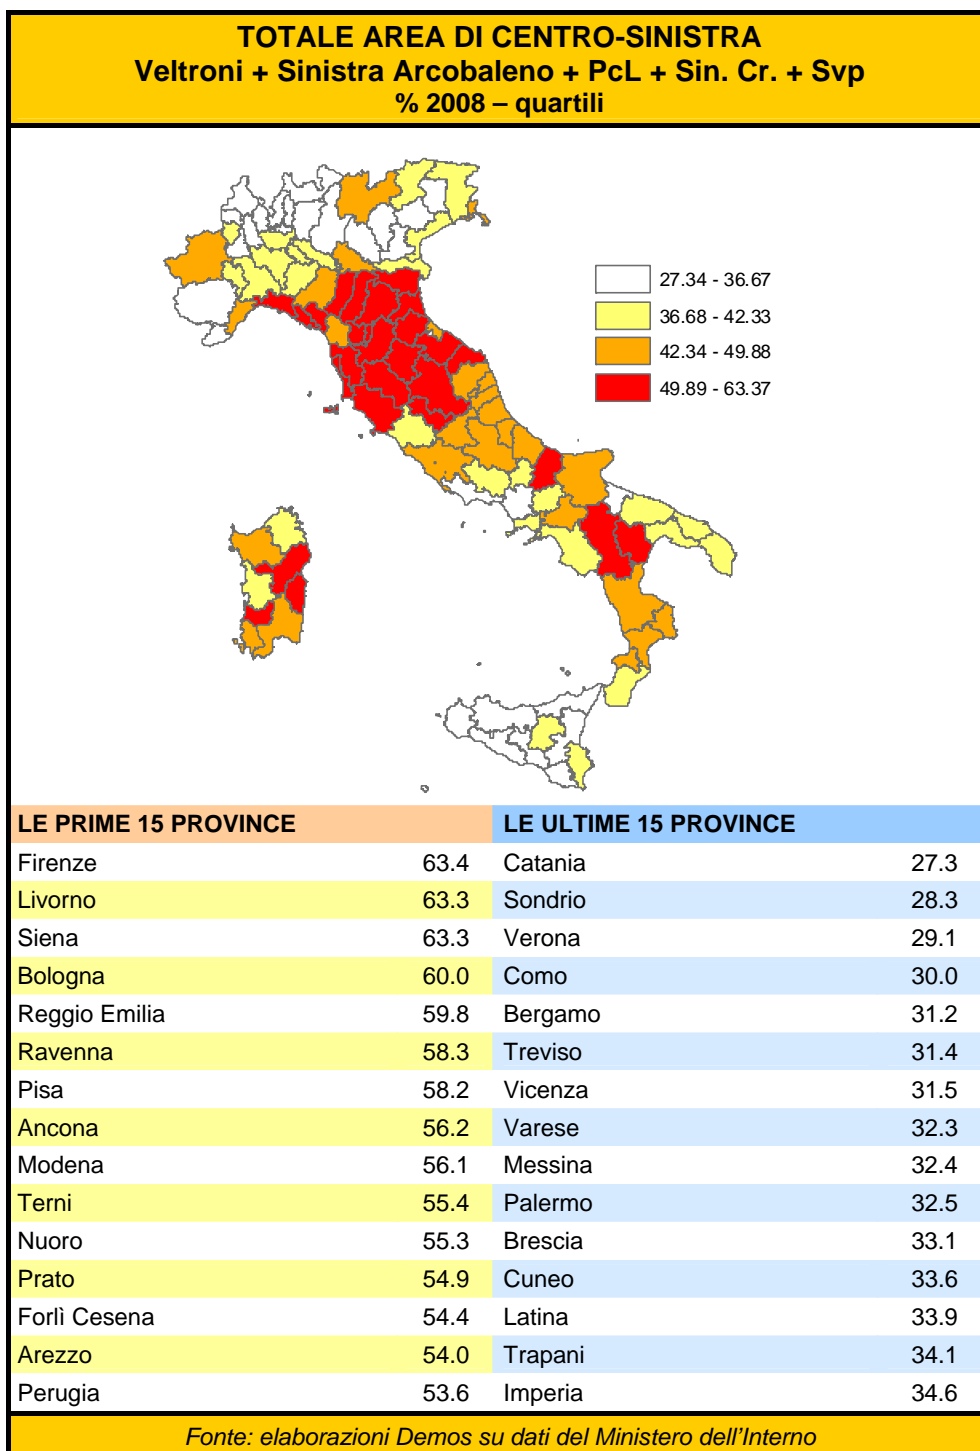 TOTALE AREA DI CENTRO-SINISTRA
Veltroni + Sinistra Arcobaleno + PcL + Sin. Cr. + Svp
% 2008 – quartili
27.34 - 36.67
36.68 - 42.33
42.34 - 49.88
49.89 - 63.37
LE PRIME 15 PROVINCE LE ULTIME 15 PROVINCE
Firenze 63.4 Catania 27.3
Livorno 63.3 Sondrio 28.3
Siena 63.3 Verona 29.1
Bologna 60.0 Como 30.0
Reggio Emilia 59.8 Bergamo 31.2
Ravenna 58.3 Treviso 31.4
Pisa 58.2 Vicenza 31.5
Ancona 56.2 Varese 32.3
Modena 56.1 Messina 32.4
Terni 55.4 Palermo 32.5
Nuoro 55.3 Brescia 33.1
Prato 54.9 Cuneo 33.6
Forlì Cesena 54.4 Latina 33.9
Arezzo 54.0 Trapani 34.1
Perugia 53.6 Imperia 34.6
Fonte: elaborazioni Demos su dati del Ministero dell'Interno